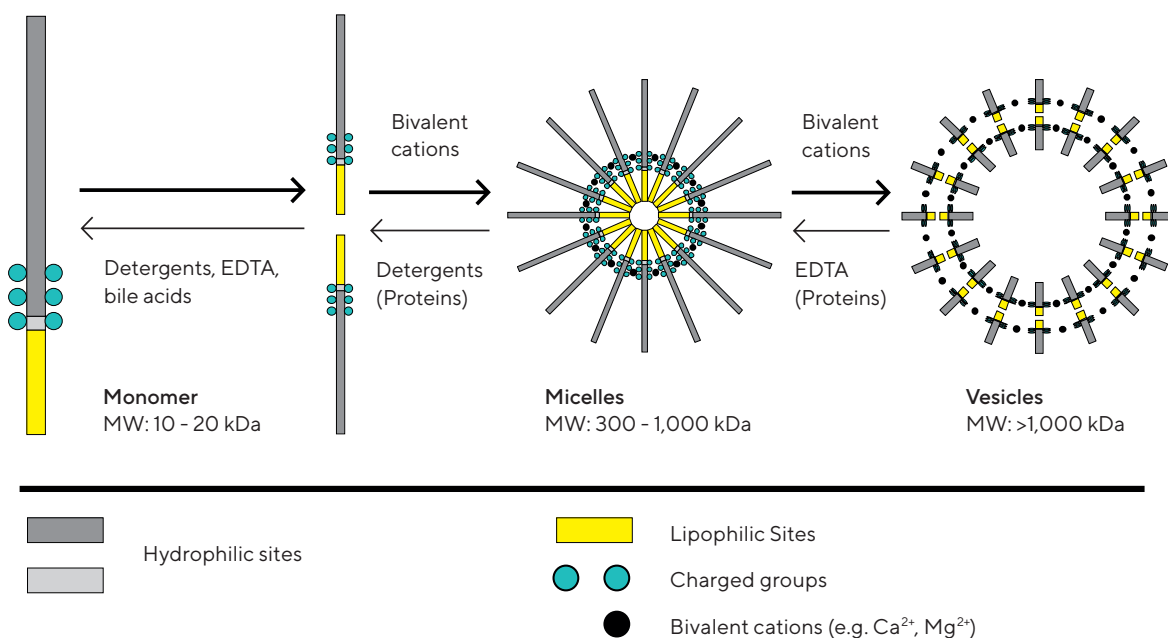 Bivalent
cations
Bivalent
cations
Detergents, EDTA,
bile acids
Detergents
(Proteins)
EDTA
(Proteins)
Monomer
MW: 10 - 20 kDa
Micelles
MW: 300 - 1,000 kDa
Vesicles
MW: >1,000 kDa
Hydrophilic sites
Lipophilic Sites
Charged groups
Bivalent cations (e.g. Ca²⁺, Mg²⁺)